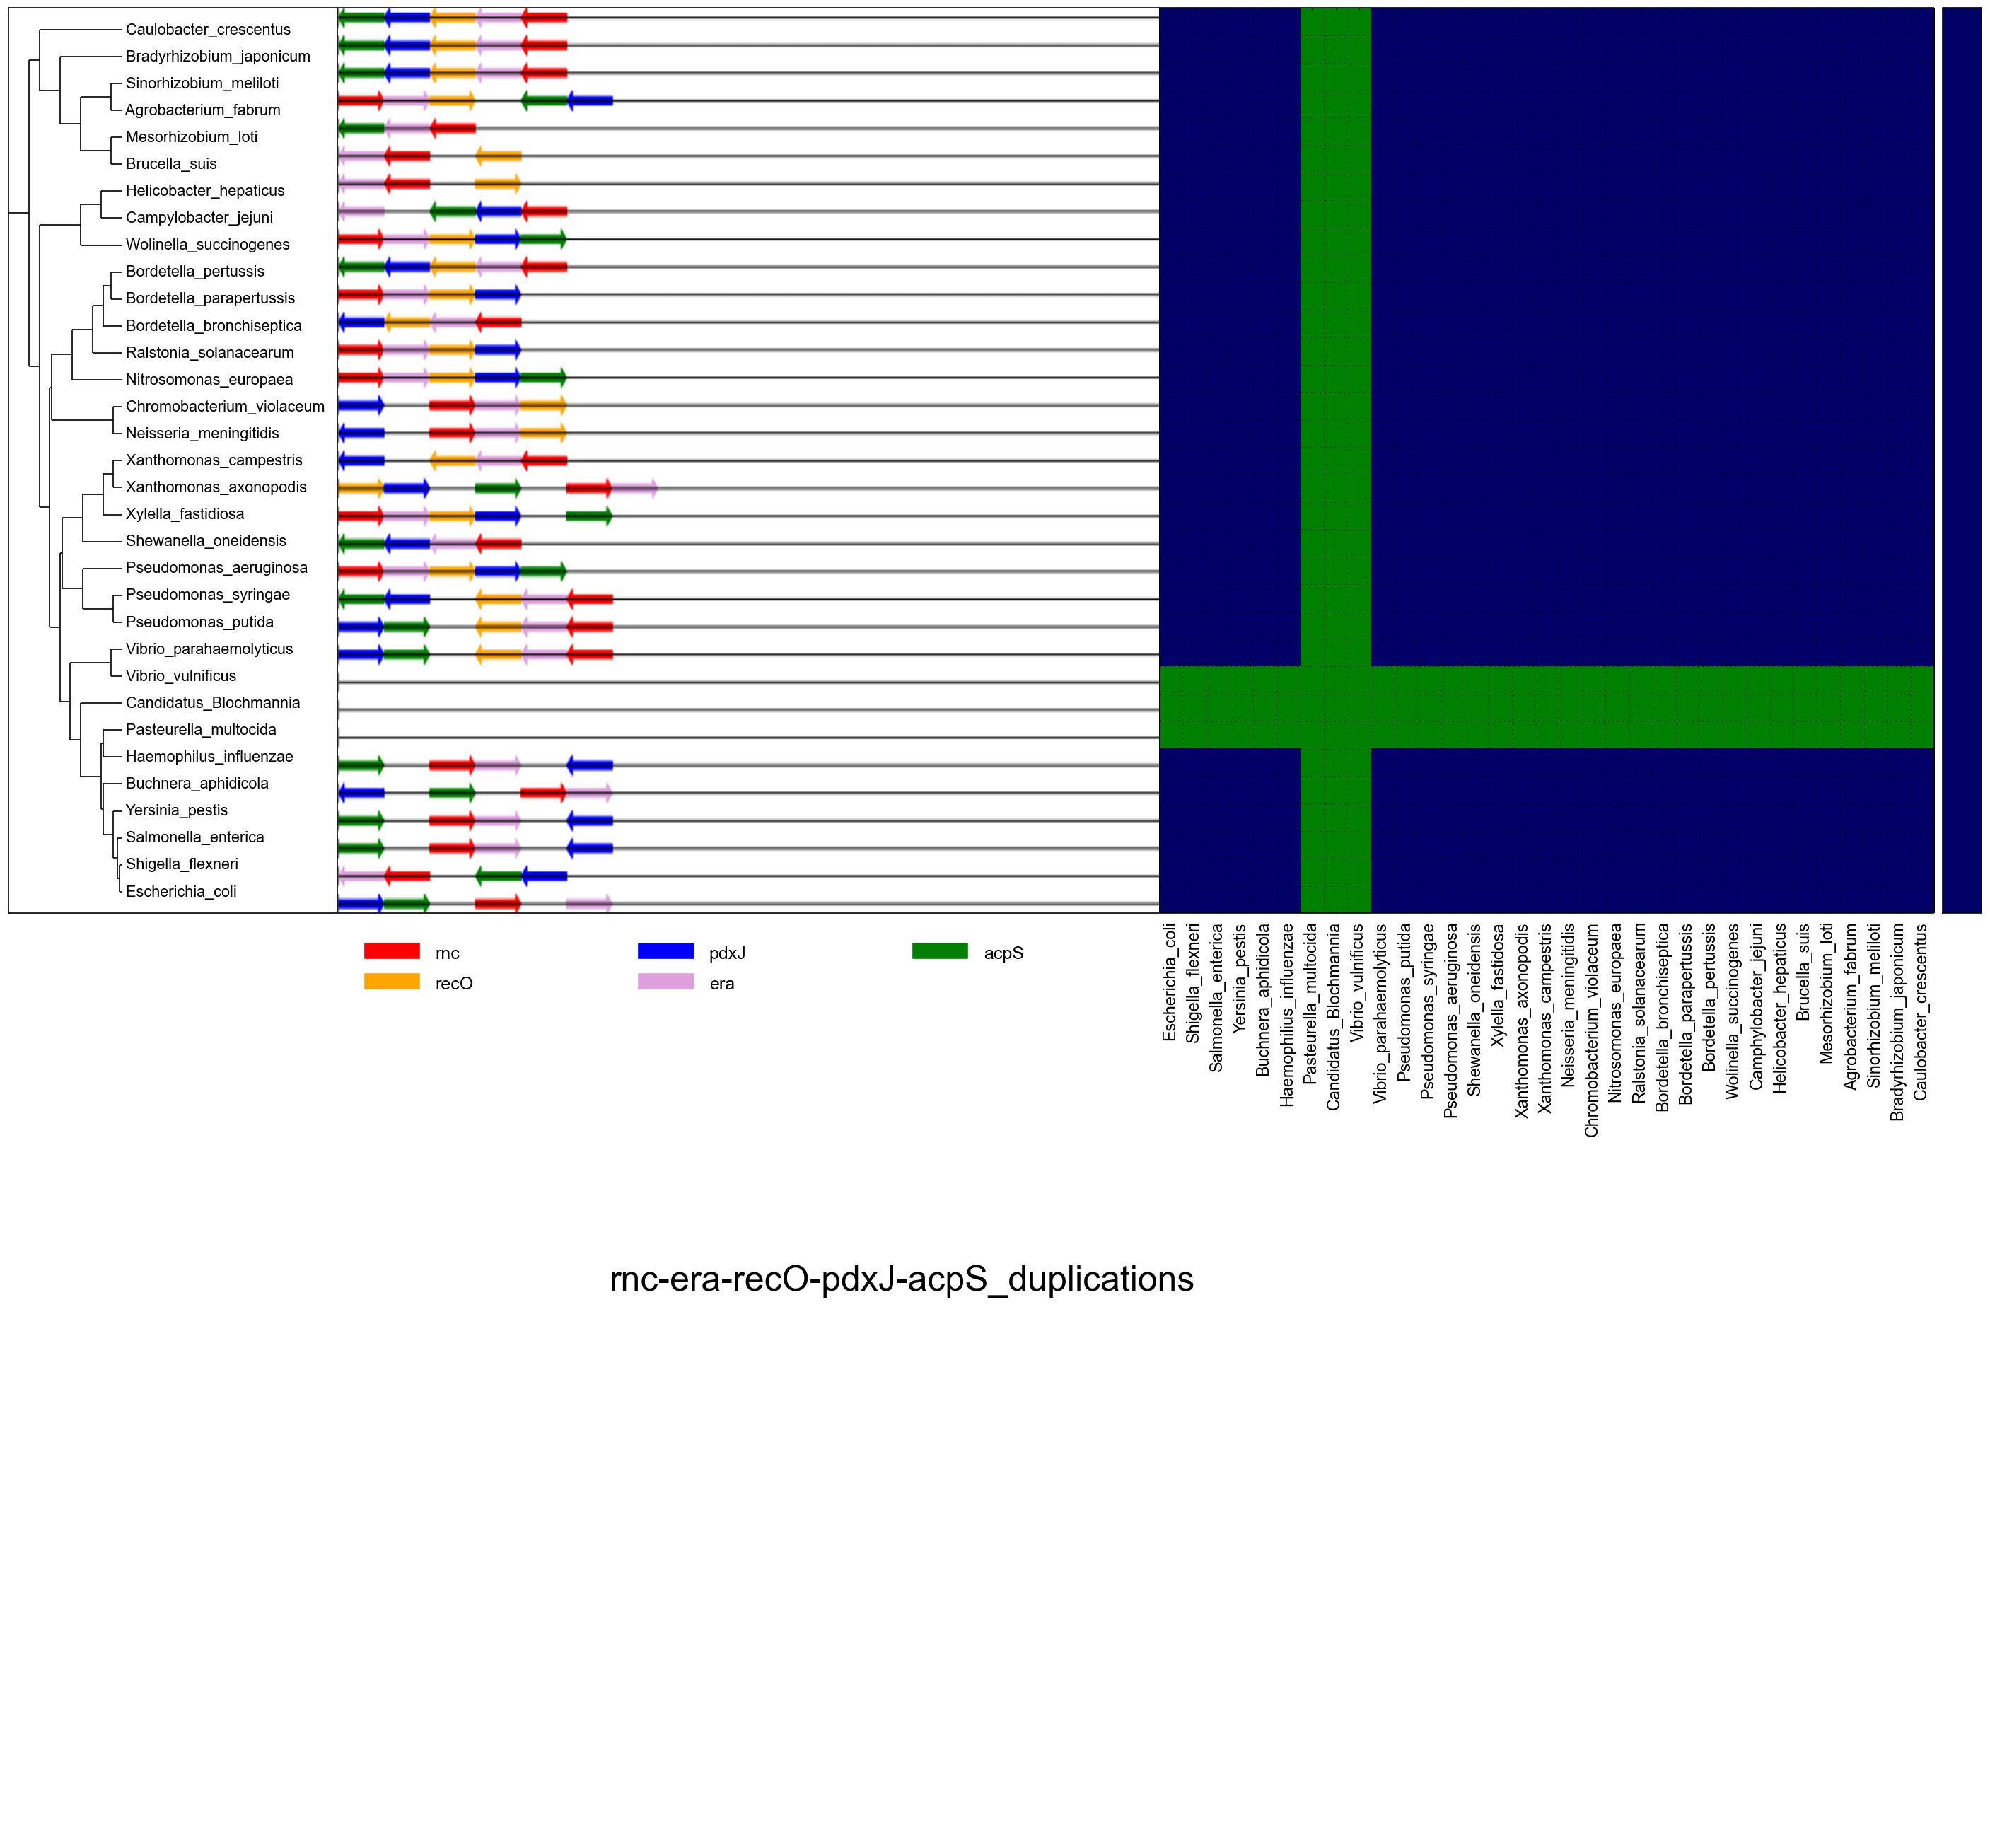 Caulobacter_crescentus
Bradyrhizobium_japonicum
Sinorhizobium_meliloti
Agrobacterium_fabrum
Mesorhizobium_loti
Brucella_suis
Helicobacter_hepaticus
Campylobacter_jejuni
Wolinella_succinogenes
Bordetella_pertussis
Bordetella_parapertussis
Bordetella_bronchiseptica
Ralstonia_solanacearum
Nitrosomonas_europaea
Chromobacterium_violaceum
Neisseria_meningitidis
Xanthomonas_campestris
Xanthomonas_axonopodis
Xylella_fastidiosa
Shewanella_oneidensis
Pseudomonas_aeruginosa
Pseudomonas_syringae
Pseudomonas_putida
Vibrio_parahaemolyticus
Vibrio_vulnificus
Candidatus_Blochmannia
Pasteurella_multocida
Haemophilus_influenzae
Buchnera_aphidicola
Yersinia_pestis
Salmonella_enterica
Shigella_flexneri
Escherichia_coli
rnc
pdxJ
acpS
recO
era
Escherichia_coli
Shigella_flexneri
Salmonella_enterica
Yersinia_pestis
Buchnera_aphidicola
Haemophilius_influenzae
Pasteurella_multocida
Candidatus_Blochmannia
Vibrio_vulnificus
Vibrio_parahaemolyticus
Pseudomonas_putida
Pseudomonas_syringae
Pseudomonas_aeruginosa
Shewanella_oneidensis
Xylella_fastidosa
Xanthomonas_axonopodis
Xanthomonas_campestris
Neisseria_meningitidis
Chromobacterium_violaceum
Nitrosomonas_europaea
Ralstonia_solanacearum
Bordetella_bronchiseptica
Bordetella_parapertussis
Bordetella_pertussis
Wolinella_succinogenes
Camphylobacter_jejuni
Helicobacter_hepaticus
Brucella_suis
Mesorhizobium_loti
Agrobacterium_fabrum
Sinorhizobium_meliloti
Bradyrhizobium_japonicum
Caulobacter_crescentus
rnc-era-recO-pdxJ-acpS_duplications